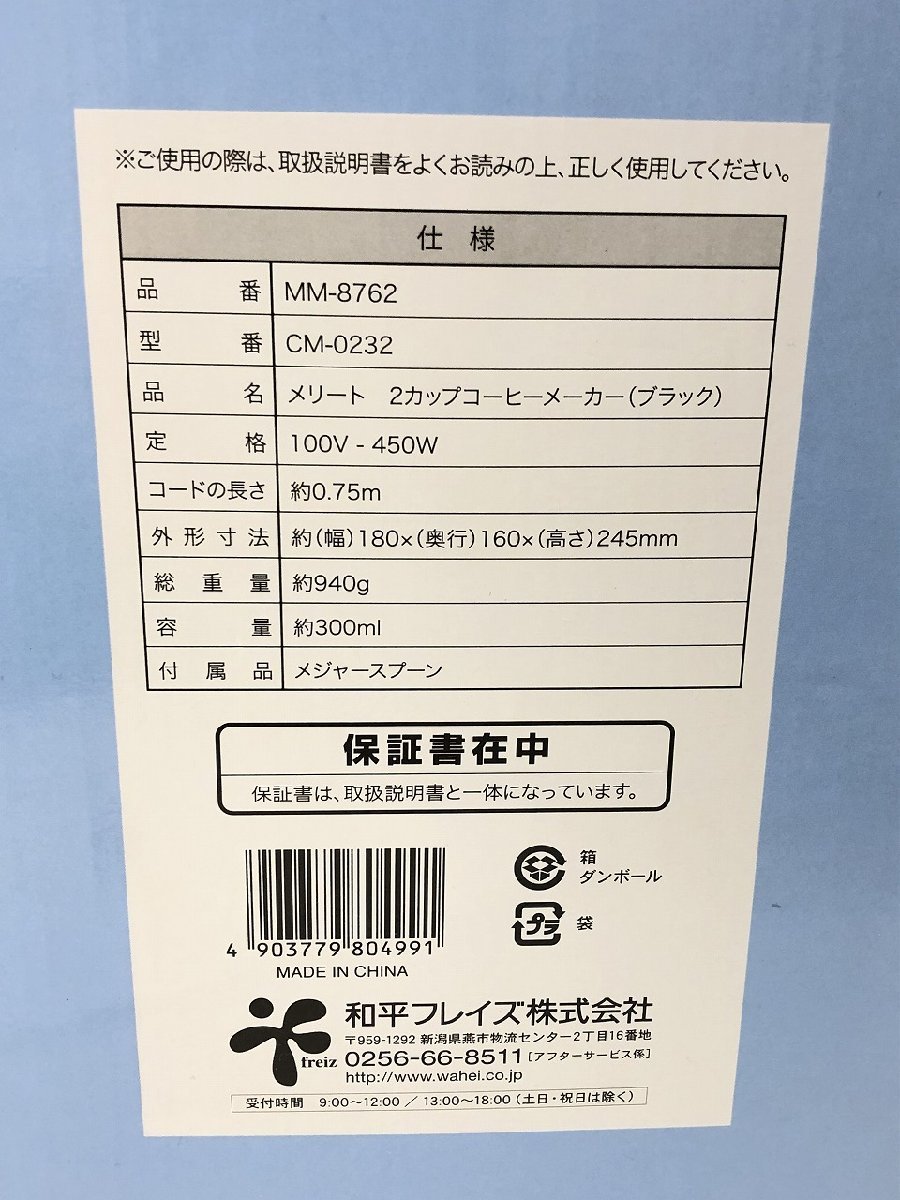 ※ご使用の際は、取扱説明書をよくお読みの上、正しく使用してください。
仕 様
品 番 MM-8762
型 番 CM-0232
品 名 メリート 2カップコーヒーメーカー(ブラック)
定 格 100V - 450W
コードの長さ 約0.75m
外 形 寸 法 約(幅)180×(奥行)160×(高さ)245mm
総 重 量 約940g
容 量 約300ml
付 属 品 メジャースプーン
保証書在中
保証書は、取扱説明書と一体になっています。
箱
ダンボール
プラ 袋
4 903779 804991
MADE IN CHINA
freiz
和平フレイズ株式会社
〒959-1292 新潟県燕市物流センター2丁目16番地
0256-66-8511 [アフターサービス係]
http://www.wahei.co.jp
受付時間 9:00~12:00 / 13:00~18:00 (土日・祝日は除く)